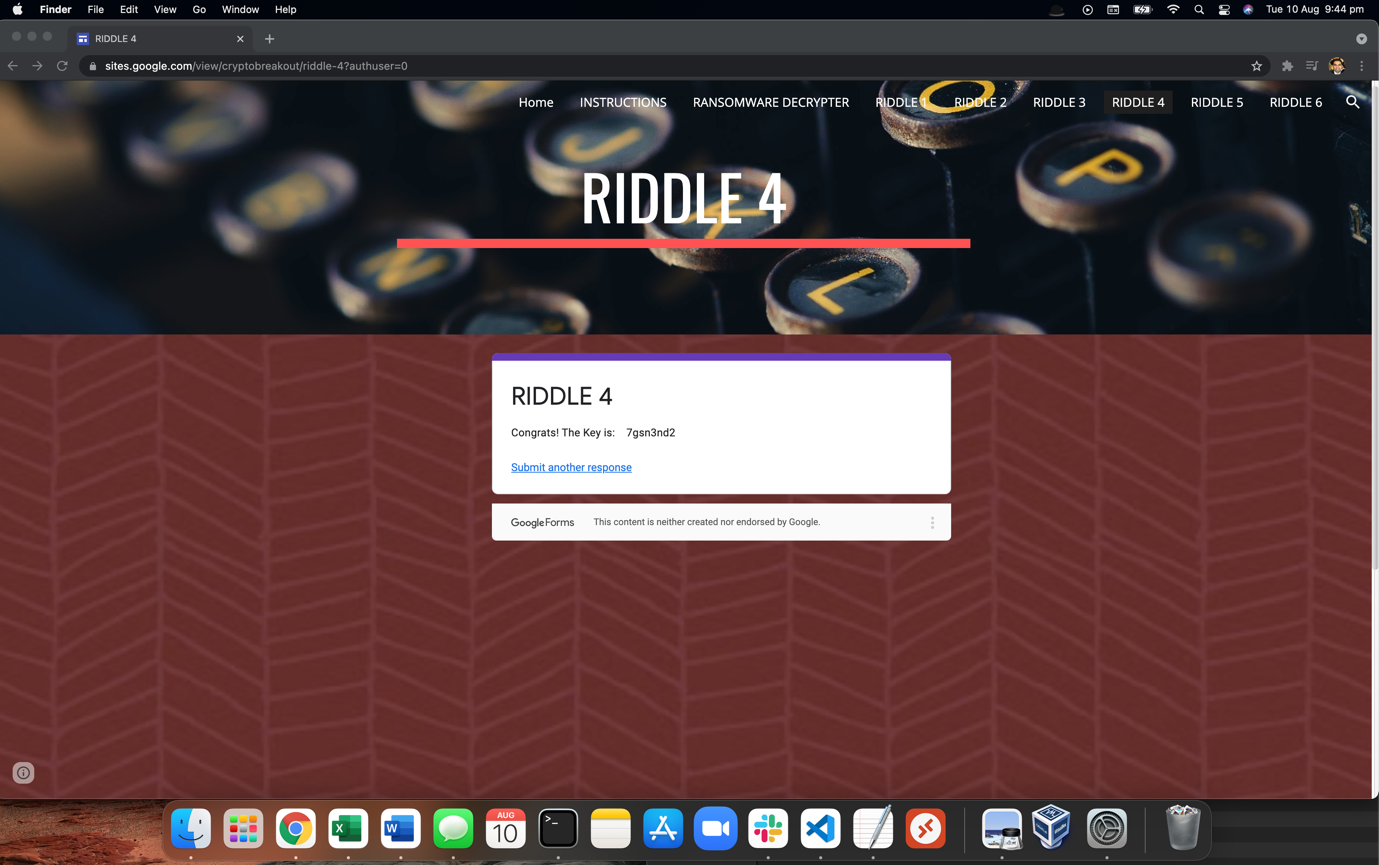 Finder File Edit View Go Window Help Tue 10 Aug 9:44 pm
RIDDLE 4
sites.google.com/view/cryptobreakout/riddle-4?authuser=0
Home INSTRUCTIONS RANSOMWARE DECRYPTER RIDDLE 1 RIDDLE 2 RIDDLE 3 RIDDLE 4 RIDDLE 5 RIDDLE 6
O
J
P
S
RIDDLE 4
N
L
RIDDLE 4
Congrats! The Key is: 7gsn3nd2
Submit another response
Google Forms This content is neither created nor endorsed by Google.
AUG
10
X W >_